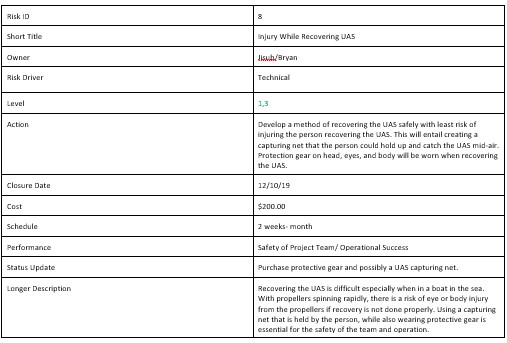 Risk ID 8
Short Title Injury While Recovering UAS
Owner Jisub/Bryan
Risk Driver Technical
Level 1,3
Action Develop a method of recovering the UAS safely with least risk of
injuring the person recovering the UAS. This will entail creating a
capturing net that the person could hold up and catch the UAS mid-air.
Protection gear on head, eyes, and body will be worn when recovering
the UAS.
Closure Date 12/10/19
Cost $200.00
Schedule 2 weeks- month
Performance Safety of Project Team/ Operational Success
Status Update Purchase protective gear and possibly a UAS capturing net.
Longer Description Recovering the UAS is difficult especially when in a boat in the sea.
With propellers spinning rapidly, there is a risk of eye or body injury
from the propellers if recovery is not done properly. Using a capturing
net that is held by the person, while also wearing protective gear is
essential for the safety of the team and operation.